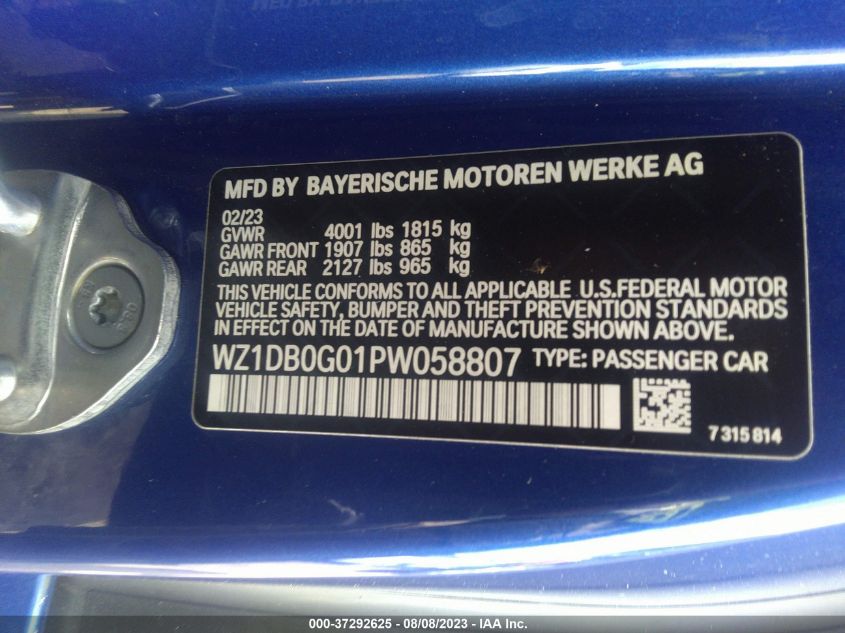 MFD BY BAYERISCHE MOTOREN WERKE AG
02/23
GVWR 4001 lbs 1815 kg
GAWR FRONT 1907 lbs 865 kg
GAWR REAR 2127 lbs 965 kg
THIS VEHICLE CONFORMS TO ALL APPLICABLE U.S.FEDERAL MOTOR
VEHICLE SAFETY, BUMPER AND THEFT PREVENTION STANDARDS
IN EFFECT ON THE DATE OF MANUFACTURE SHOWN ABOVE.
WZ1DB0G01PW058807 TYPE: PASSENGER CAR
7315814
000-37292625 - 08/08/2023 - IAA Inc.